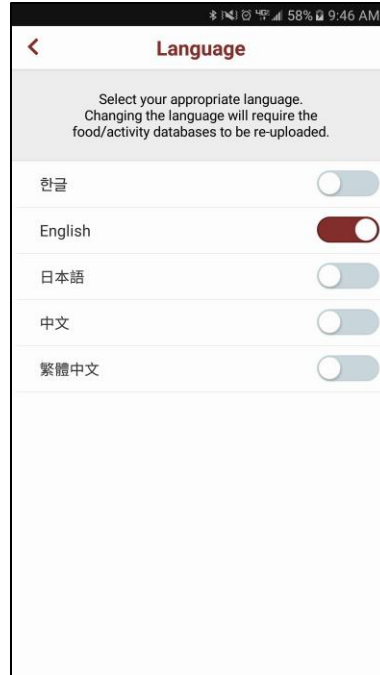 58% 9:46 AM
Language
Select your appropriate language.
Changing the language will require the
food/activity databases to be re-uploaded.
한글
English
日本語
中文
繁體中文